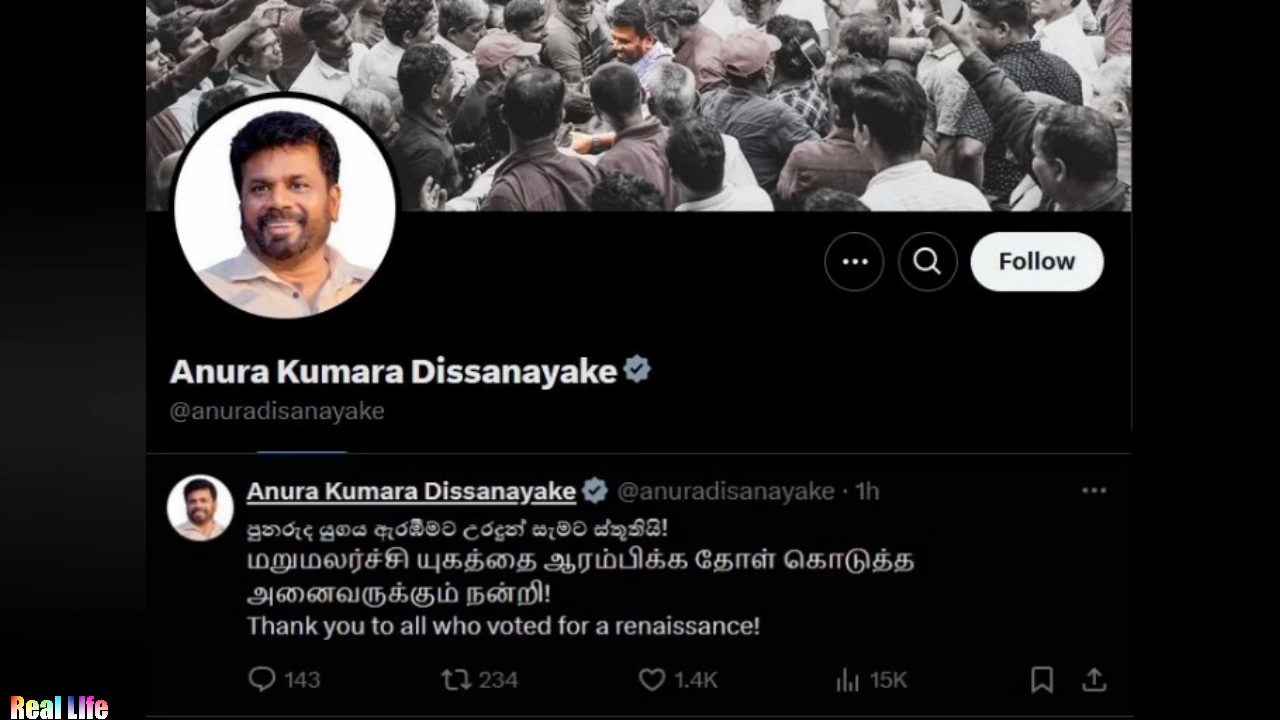 Follow
Anura Kumara Dissanayake
@anuradisanayake
Anura Kumara Dissanayake @anuradisanayake · 1h
පුනරුද යුගය ඇරඹීමට උරදුන් සැමට ස්තූතියි!
மறுமலர்ச்சி யுகத்தை ஆரம்பிக்க தோள் கொடுத்த
அனைவருக்கும் நன்றி!
Thank you to all who voted for a renaissance!
143 234 1.4K 15K
Real LIfe